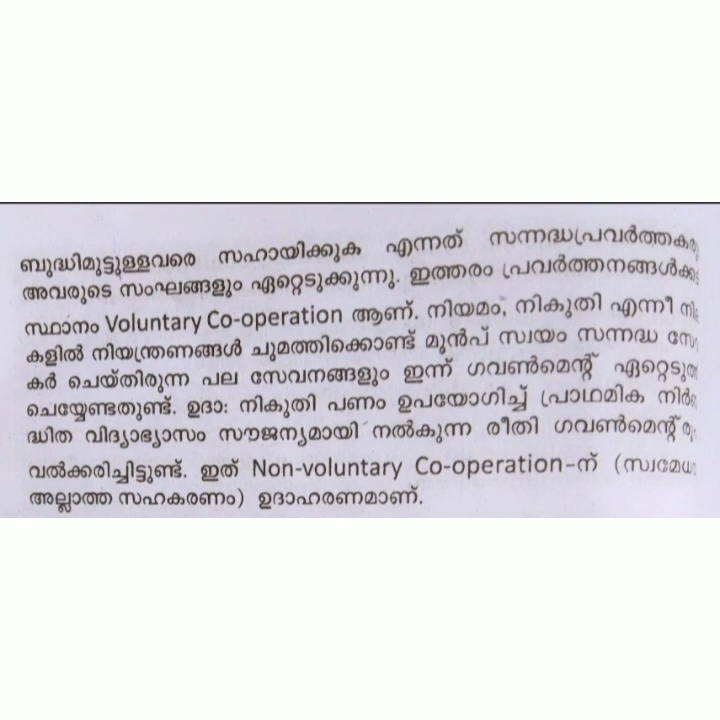 ബുദ്ധിമുട്ടുള്ളവരെ സഹായിക്കുക എന്നത് സന്നദ്ധപ്രവർത്തകരു
അവരുടെ സംഘങ്ങളും ഏറ്റെടുക്കുന്നു. ഇത്തരം പ്രവർത്തനങ്ങൾക്ക
സ്ഥാനം Voluntary Co-operation ആണ്. നിയമം, നികുതി എന്നീ
കളിൽ നിയന്ത്രണങ്ങൾ ചുമത്തിക്കൊണ്ട് മുൻപ് സ്വയം സന്നദ്ധ സേ
കർ ചെയ്തിരുന്ന പല സേവനങ്ങളും ഇന്ന് ഗവൺമെന്റ് ഏറ്റെടു
ചെയ്യേണ്ടതുണ്ട്. ഉദാ: നികുതി പണം ഉപയോഗിച്ച് പ്രാഥമിക നിർ
ദ്ധിത വിദ്യാഭ്യാസം സൗജന്യമായി നൽകുന്ന രീതി ഗവൺമെന്റ്
വൽക്കരിച്ചിട്ടുണ്ട്. ഇത് Non-voluntary Co-operation-ന് (സ്വമേധ
അല്ലാത്ത സഹകരണം) ഉദാഹരണമാണ്.